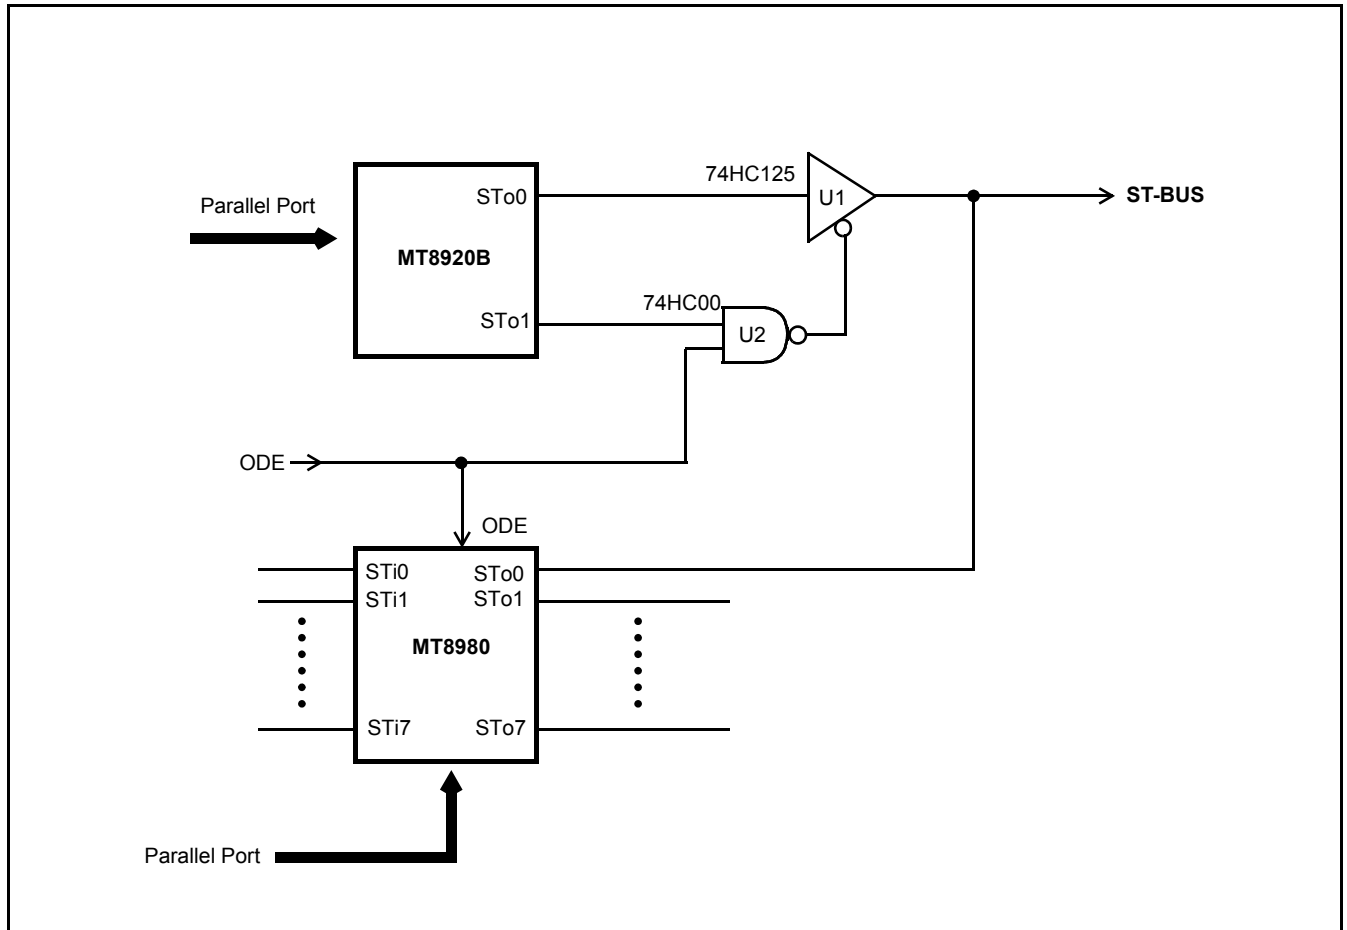 74HC125
STo0
U1
ST-BUS
Parallel Port
MT8920B
74HC00
STo1
U2
ODE
ODE
STi0
STo0
STi1
STo1
MT8980
STi7
STo7
Parallel Port